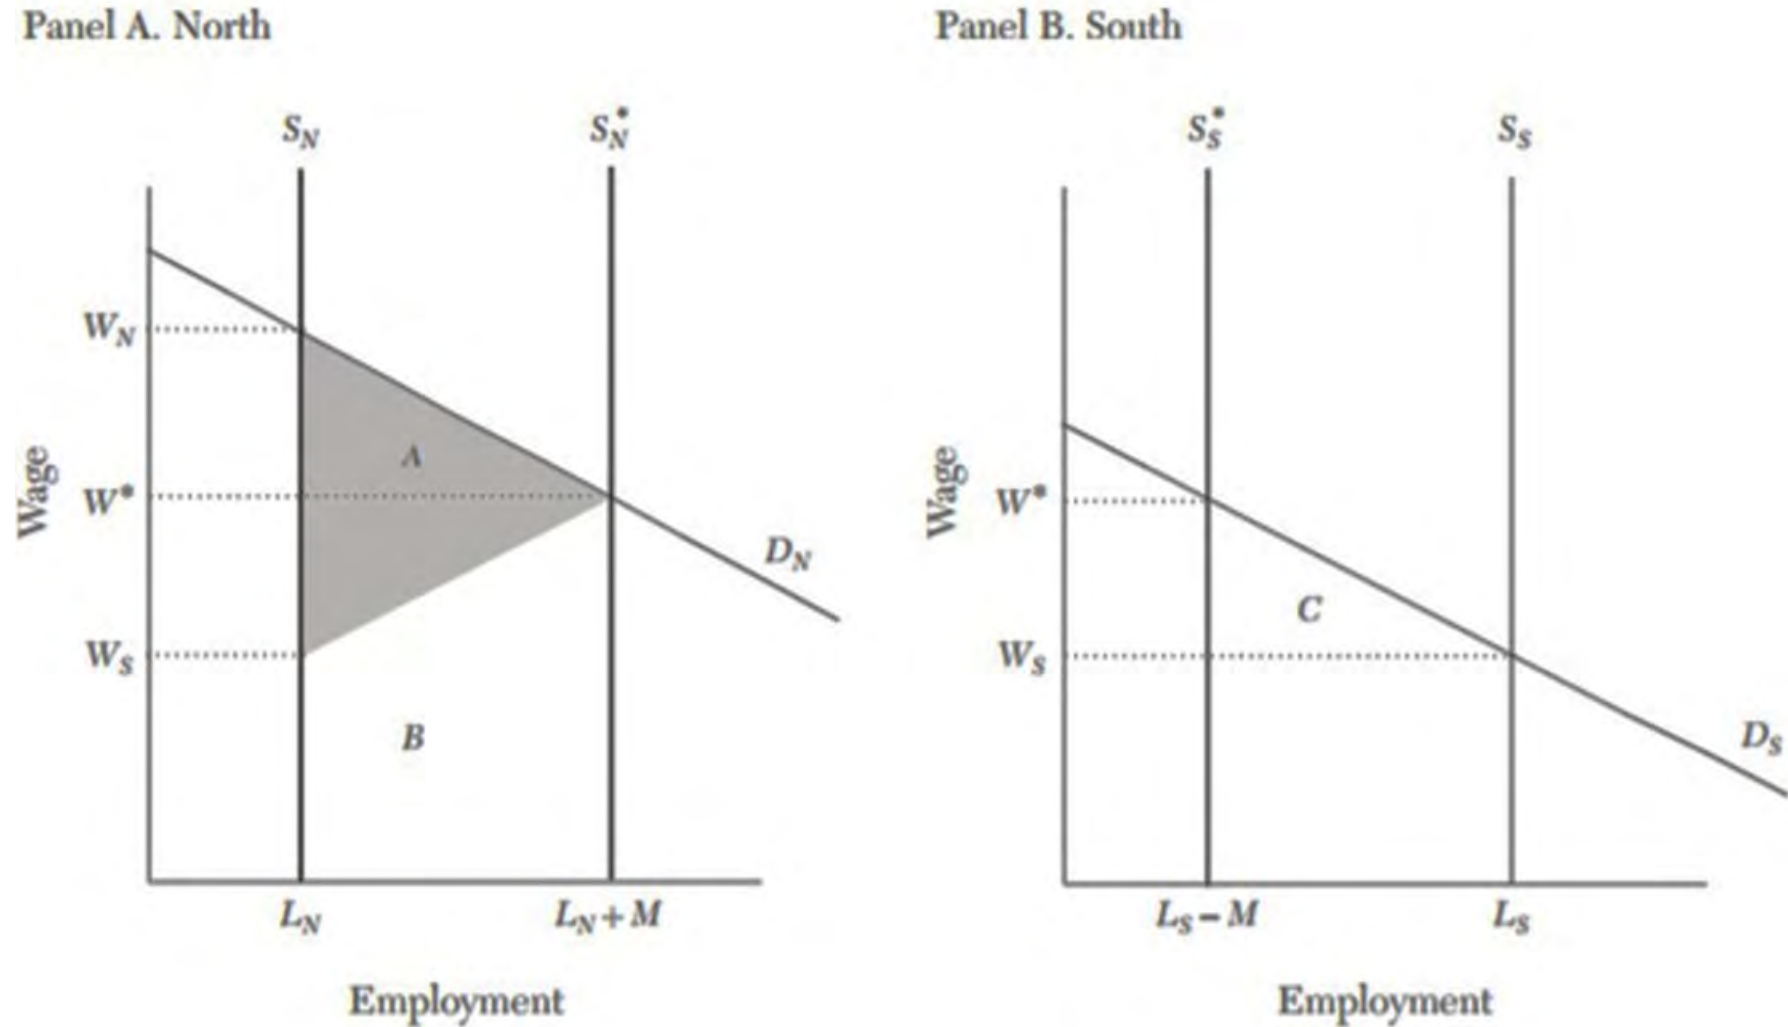 Panel A. North
S_N
S_N^*
W_N
W*
W_S
Wage
A
B
D_N
L_N
L_N + M
Employment
Panel B. South
S_S^*
S_S
W*
W_S
Wage
C
D_S
L_S − M
L_S
Employment